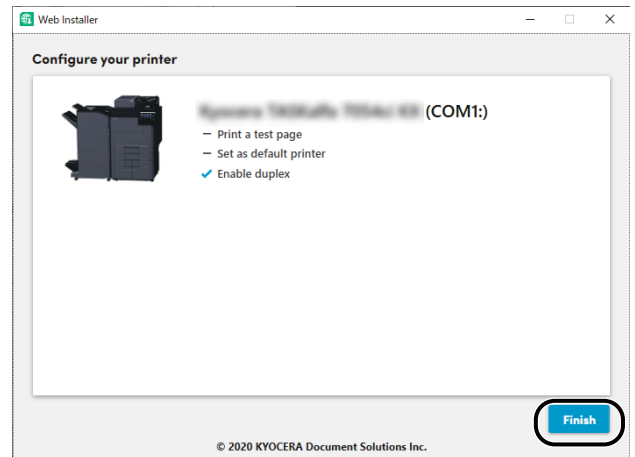 Web Installer
Configure your printer
(COM1:)
Print a test page
Set as default printer
Enable duplex
Finish
© 2020 KYOCERA Document Solutions Inc.